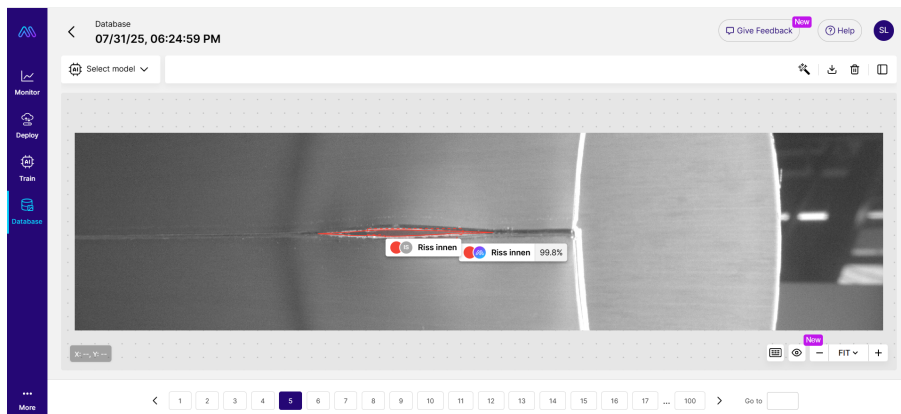 Database
07/31/25, 06:24:59 PM
Give Feedback
New
Help
SL
Select model
Monitor
Deploy
Train
Database
Riss innen
Riss innen 99.8%
X: --, Y: --
New
FIT
More
1 2 3 4 5 6 7 8 9 10 11 12 13 14 15 16 17 ... 100
Go to